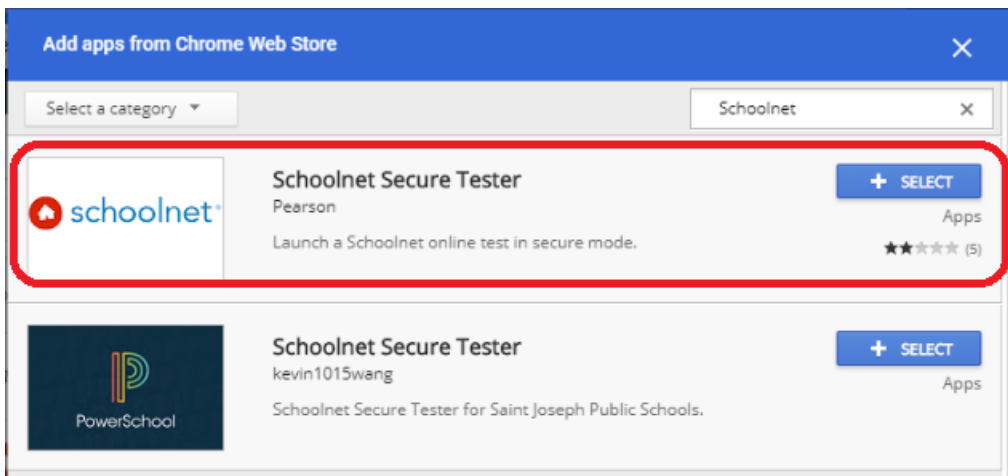 Add apps from Chrome Web Store
Select a category
Schoolnet
schoolnet
Schoolnet Secure Tester
Pearson
Launch a Schoolnet online test in secure mode.
+ SELECT
Apps
(5)
PowerSchool
Schoolnet Secure Tester
kevin1015wang
Schoolnet Secure Tester for Saint Joseph Public Schools.
+ SELECT
Apps